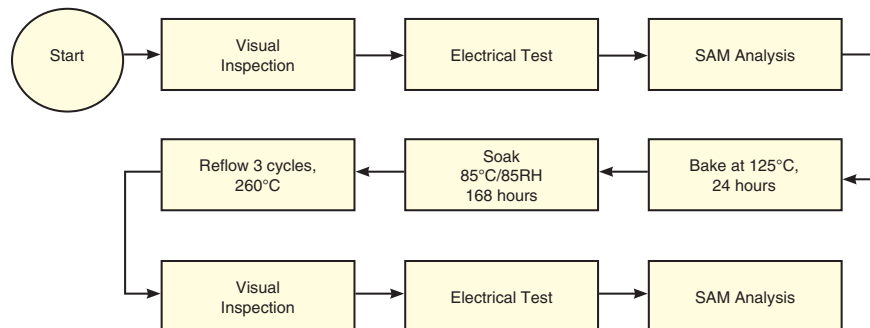 Start
Visual
Inspection
Electrical Test
SAM Analysis
Reflow 3 cycles,
260°C
Soak
85°C/85RH
168 hours
Bake at 125°C,
24 hours
Visual
Inspection
Electrical Test
SAM Analysis